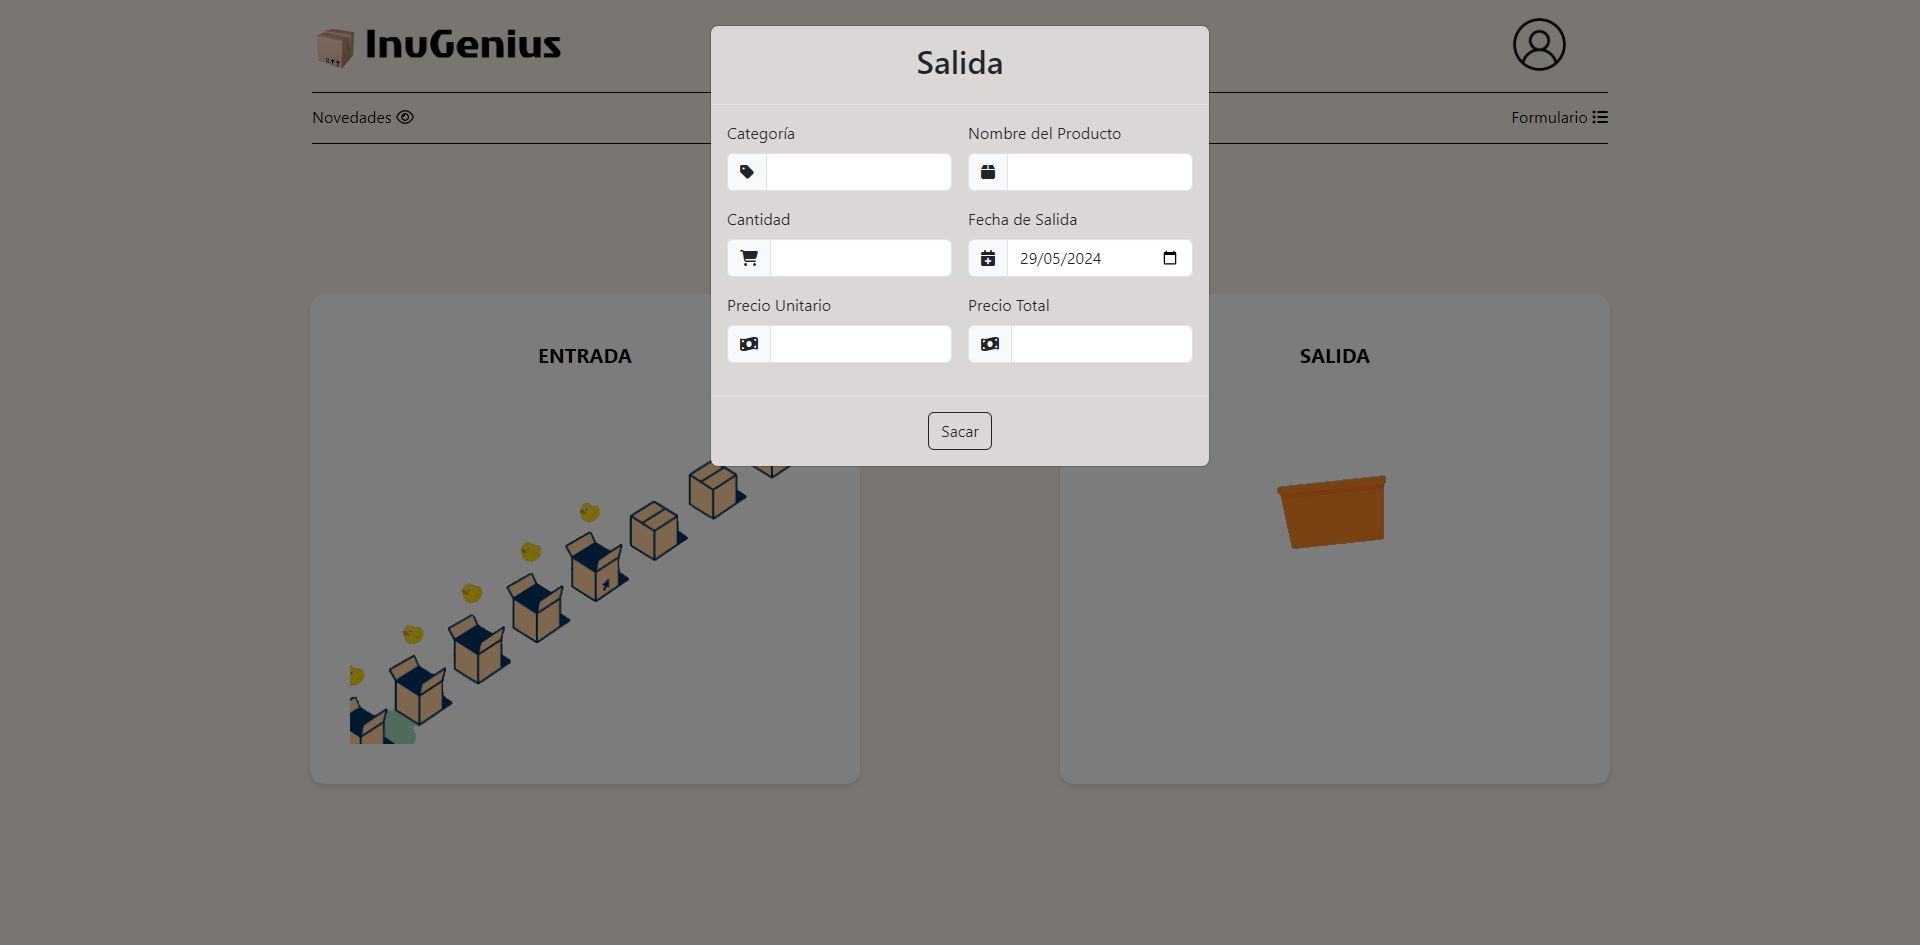 InvGenius
Salida
Novedades
Formulario
Categoría
Nombre del Producto
Cantidad
Fecha de Salida
29/05/2024
Precio Unitario
Precio Total
Sacar
ENTRADA
SALIDA